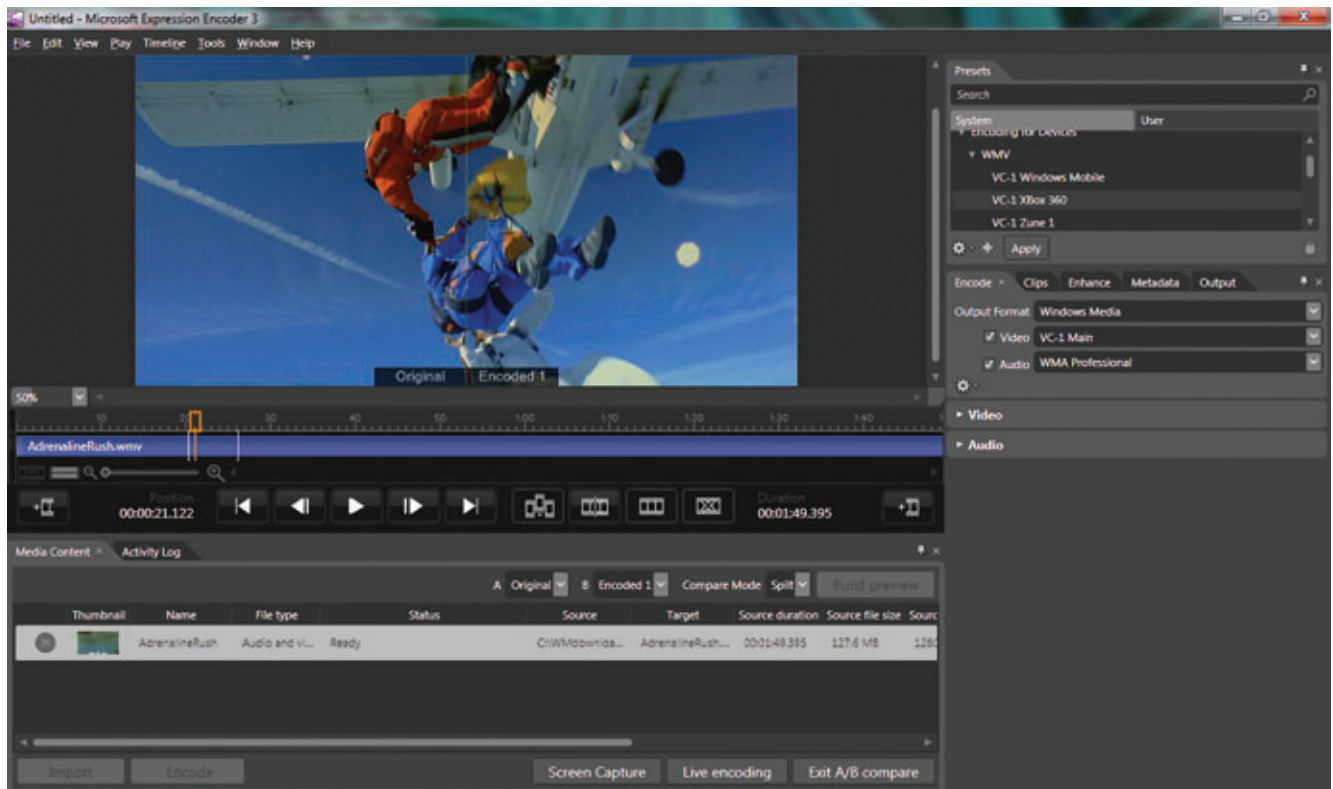 Untitled - Microsoft Expression Encoder 3
File Edit View Play Timeline Tools Window Help
Original Encoded 1
50%
10 20 30 40 50 1:00 1:10 1:20 1:30 1:40
AdrenalineRush.wmv
Position
00:00:21.122
Duration
00:01:49.395
Media Content Activity Log
A Original B Encoded 1 Compare Mode Split Build preview
Thumbnail Name File type Status Source Target Source duration Source file size Sourc
AdrenalineRush Audio and vi... Ready C:\WMdownloa... AdrenalineRush.... 00:01:49.395 127.6 MB 1280
Import Encode Screen Capture Live encoding Exit A/B compare
Presets
Search
System User
Encoding for Devices
WMV
VC-1 Windows Mobile
VC-1 XBox 360
VC-1 Zune 1
Apply
Encode Clips Enhance Metadata Output
Output Format Windows Media
Video VC-1 Main
Audio WMA Professional
Video
Audio